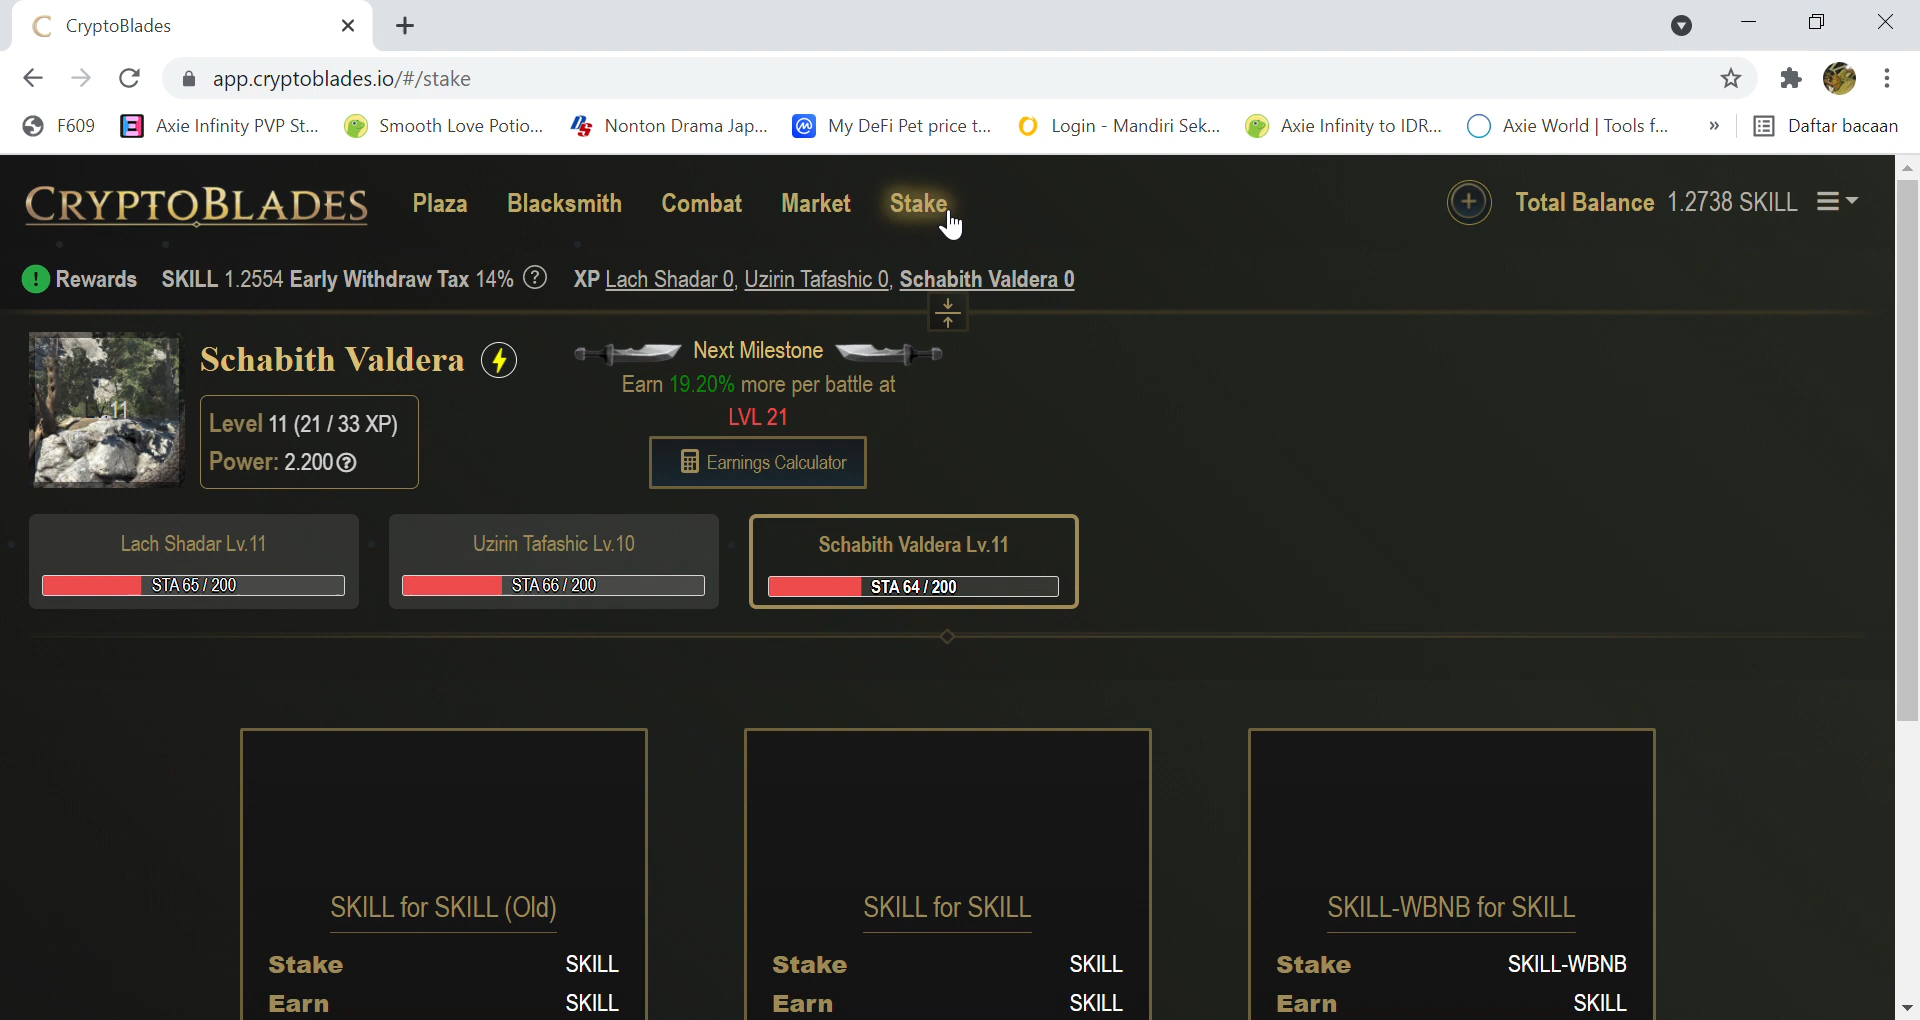 CryptoBlades
app.cryptoblades.io/#/stake
F609 Axie Infinity PVP St... Smooth Love Potio... Nonton Drama Jap... My DeFi Pet price t... Login - Mandiri Sek... Axie Infinity to IDR... Axie World | Tools f... » Daftar bacaan
CRYPTOBLADES Plaza Blacksmith Combat Market Stake Total Balance 1.2738 SKILL
! Rewards SKILL 1.2554 Early Withdraw Tax 14% ? XP Lach Shadar 0, Uzirin Tafashic 0, Schabith Valdera 0
Schabith Valdera
Lv.11
Level 11 (21 / 33 XP)
Power: 2.200 ?
Next Milestone
Earn 19.20% more per battle at
LVL 21
Earnings Calculator
Lach Shadar Lv.11
STA 65 / 200
Uzirin Tafashic Lv.10
STA 66 / 200
Schabith Valdera Lv.11
STA 64 / 200
SKILL for SKILL (Old)
Stake SKILL
Earn SKILL
SKILL for SKILL
Stake SKILL
Earn SKILL
SKILL-WBNB for SKILL
Stake SKILL-WBNB
Earn SKILL